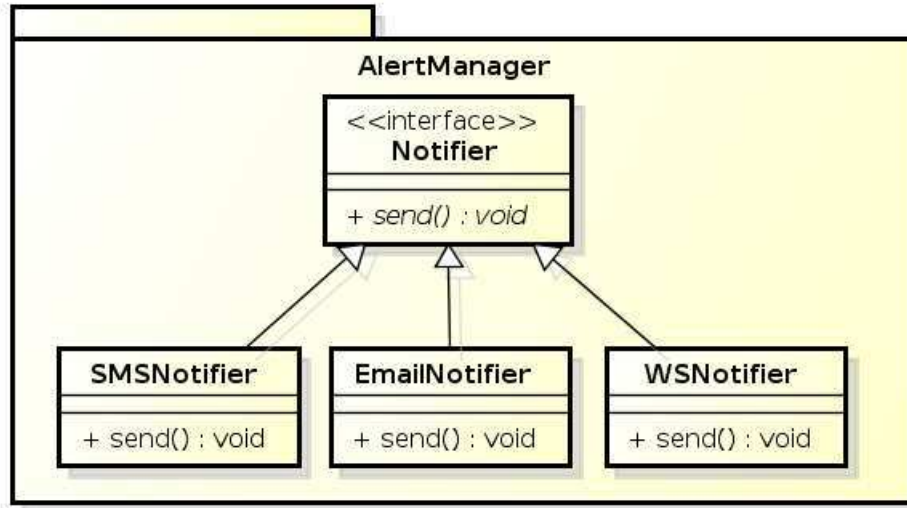 AlertManager
<<interface>>
Notifier
+ send() : void
SMSNotifier
+ send() : void
EmailNotifier
+ send() : void
WSNotifier
+ send() : void